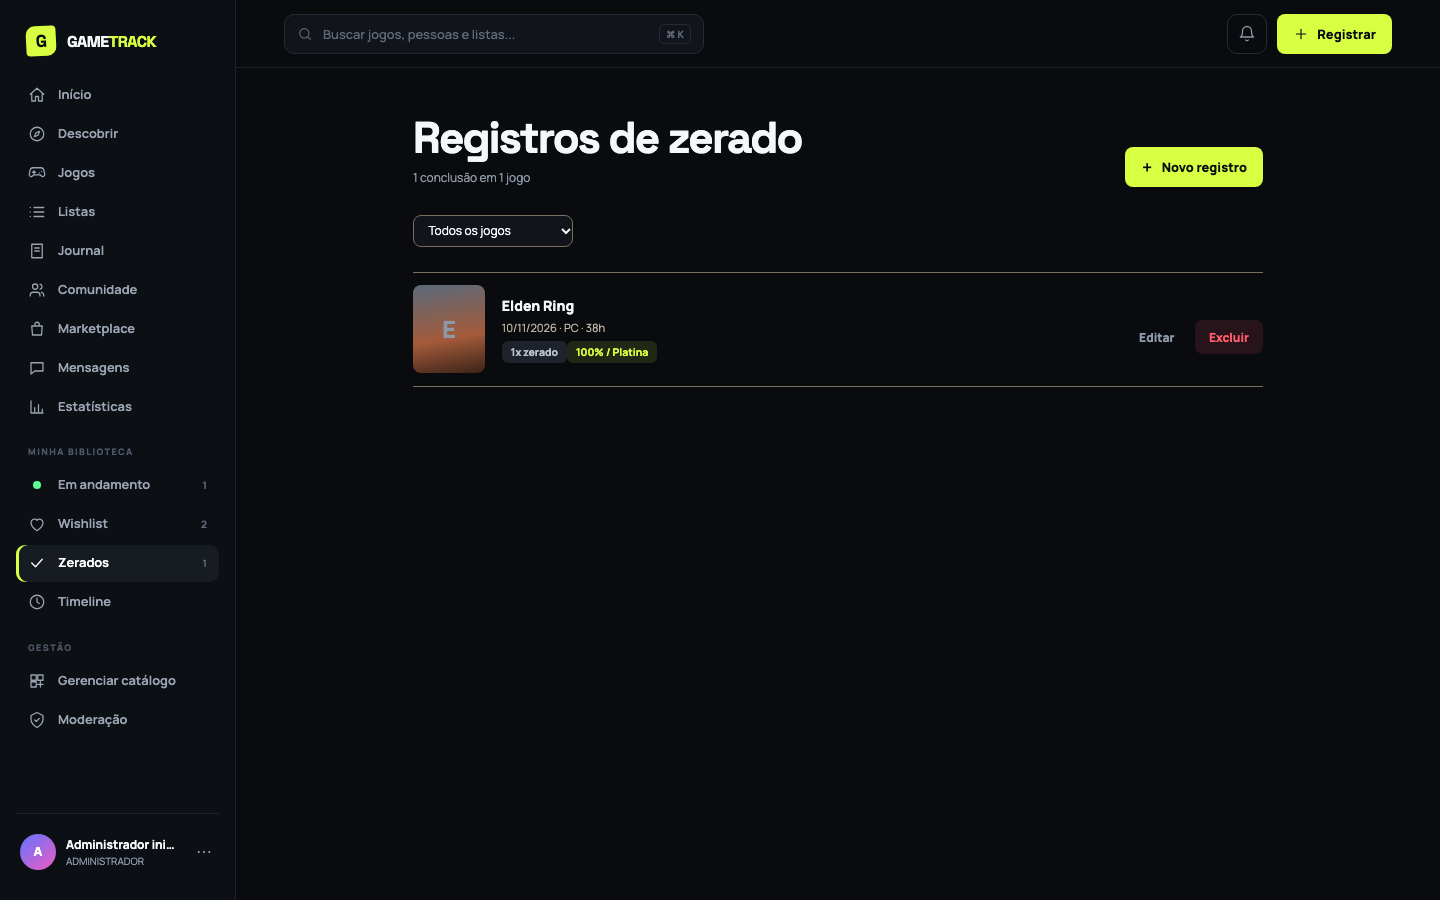 G GAMETRACK
Buscar jogos, pessoas e listas...
⌘ K
Registrar
Início
Descobrir
Jogos
Listas
Journal
Comunidade
Marketplace
Mensagens
Estatísticas
MINHA BIBLIOTECA
Em andamento 1
Wishlist 2
Zerados 1
Timeline
GESTÃO
Gerenciar catálogo
Moderação
A
Administrador ini...
ADMINISTRADOR
Registros de zerado
1 conclusão em 1 jogo
+ Novo registro
Todos os jogos
E
Elden Ring
10/11/2026 · PC · 38h
1x zerado
100% / Platina
Editar
Excluir